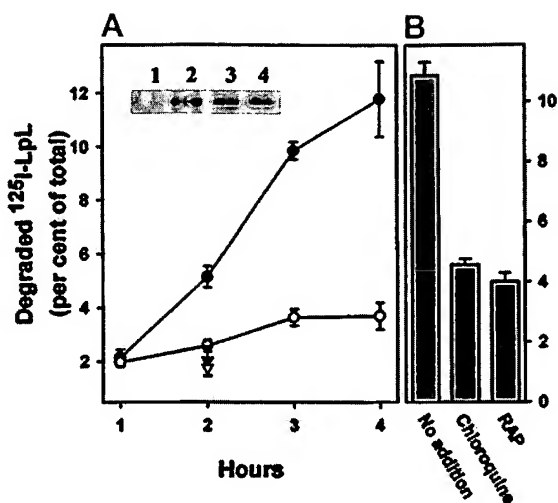 A
B
1 2 3 4
12
10
8
6
4
2
1 2 3 4
Hours
Degraded ¹²⁵I-LpL
(per cent of total)
10
8
6
4
2
0
No addition
Chloroquine
RAP